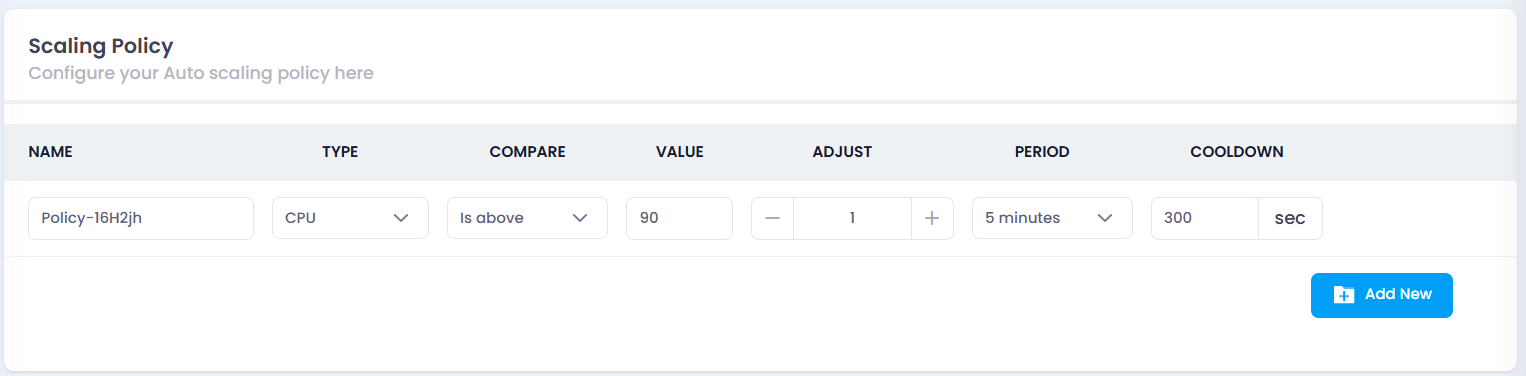 Scaling Policy
Configure your Auto scaling policy here
NAME TYPE COMPARE VALUE ADJUST PERIOD COOLDOWN
Policy-16H2jh CPU Is above 90 1 5 minutes 300 sec
Add New